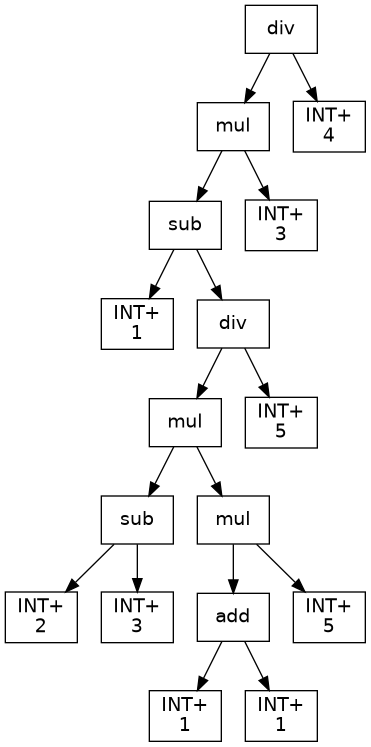 div
mul
INT+
4
sub
INT+
3
INT+
1
div
mul
INT+
5
sub
mul
INT+
2
INT+
3
add
INT+
5
INT+
1
INT+
1